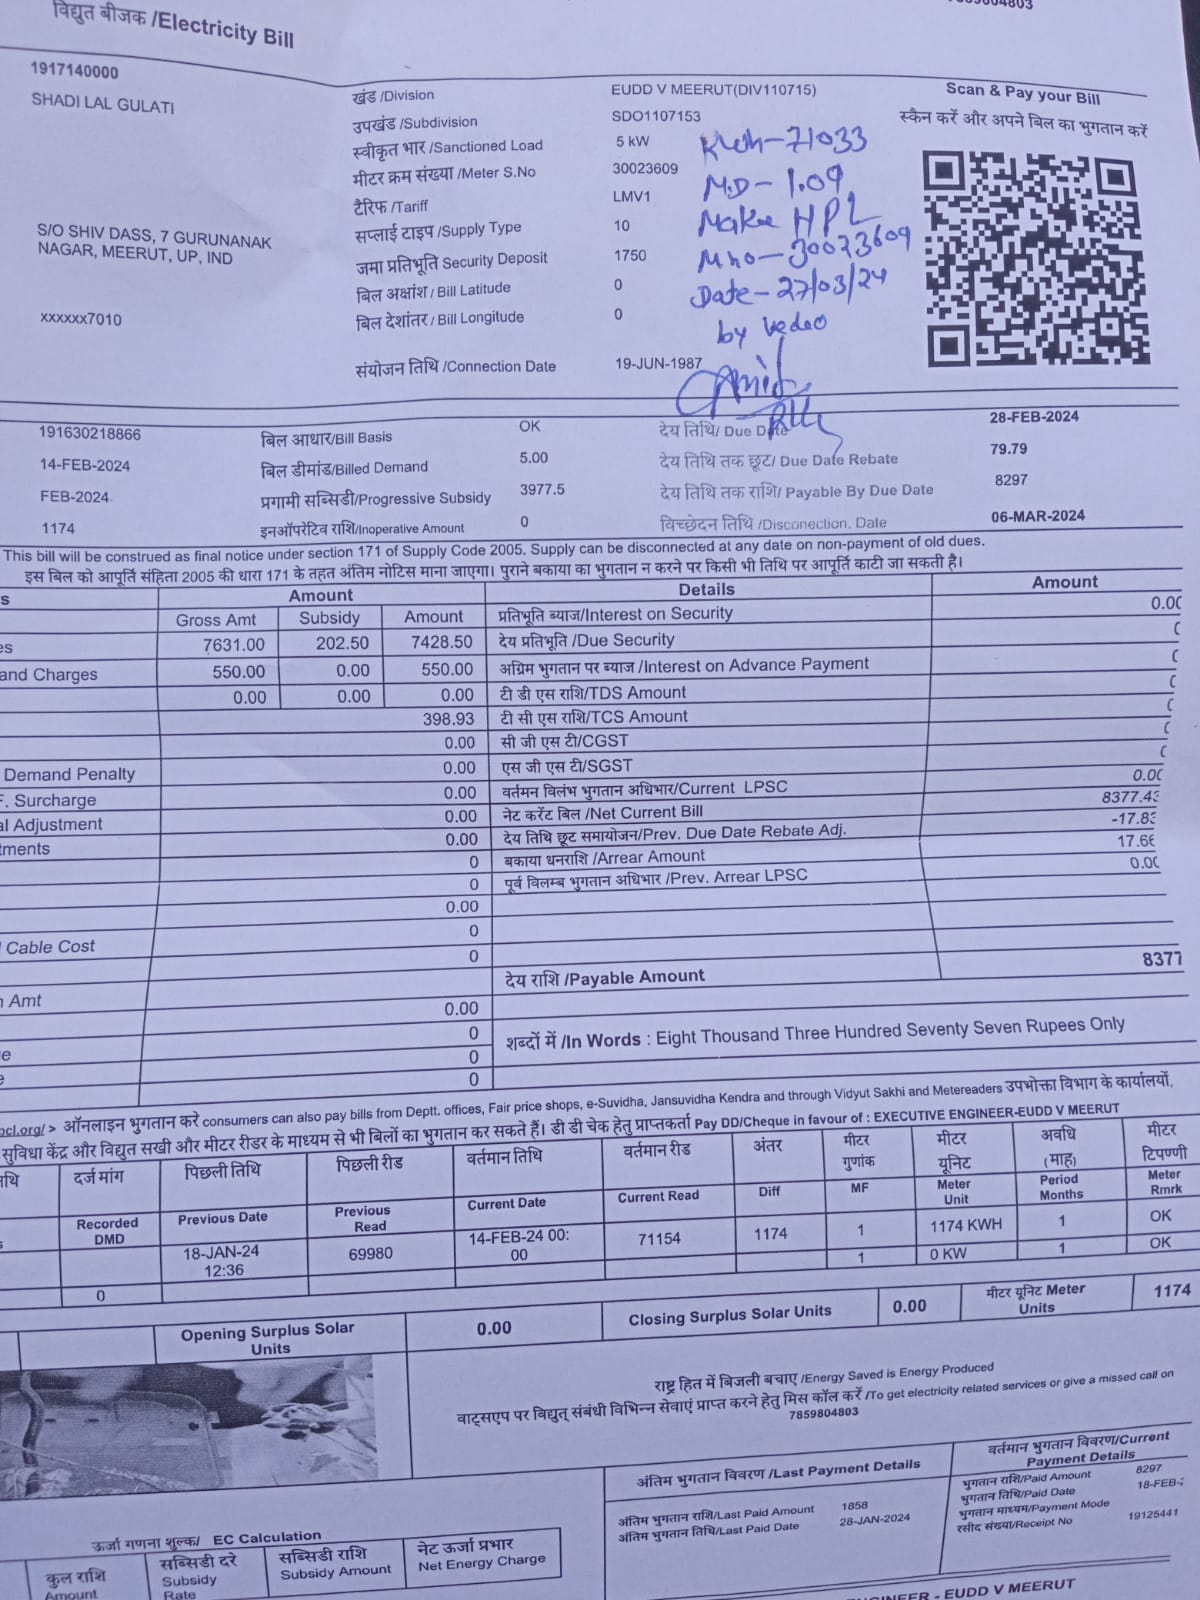 विद्युत बीजक /Electricity Bill
1917140000
SHADI LAL GULATI
S/O SHIV DASS, 7 GURUNANAK
NAGAR, MEERUT, UP, IND
xxxxxx7010
खंड /Division EUDD V MEERUT(DIV110715)
उपखंड /Subdivision SDO1107153
स्वीकृत भार /Sanctioned Load 5 kW
मीटर क्रम संख्या /Meter S.No 30023609
टैरिफ /Tariff LMV1
सप्लाई टाइप /Supply Type 10
जमा प्रतिभूति Security Deposit 1750
बिल अक्षांश / Bill Latitude 0
बिल देशांतर / Bill Longitude 0
संयोजन तिथि /Connection Date 19-JUN-1987
Scan & Pay your Bill
स्कैन करें और अपने बिल का भुगतान करें
Kwh-71033
M.D - 1.09
Make HPL
Mno-30023609
Date - 27/03/24
by vedeo
191630218866 बिल आधार/Bill Basis OK देय तिथि/ Due Date 28-FEB-2024
14-FEB-2024 बिल डीमांड/Billed Demand 5.00 देय तिथि तक छूट/ Due Date Rebate 79.79
FEB-2024 प्रगामी सब्सिडी/Progressive Subsidy 3977.5 देय तिथि तक राशि/ Payable By Due Date 8297
1174 इनऑपरेटिव राशि/Inoperative Amount 0 विच्छेदन तिथि /Disconection. Date 06-MAR-2024
This bill will be construed as final notice under section 171 of Supply Code 2005. Supply can be disconnected at any date on non-payment of old dues.
इस बिल को आपूर्ति संहिता 2005 की धारा 171 के तहत अंतिम नोटिस माना जाएगा। पुराने बकाया का भुगतान न करने पर किसी भी तिथि पर आपूर्ति काटी जा सकती है।
s Amount Details Amount
Gross Amt Subsidy Amount प्रतिभूति ब्याज/Interest on Security 0.00
es 7631.00 202.50 7428.50 देय प्रतिभूति /Due Security
and Charges 550.00 0.00 550.00 अग्रिम भुगतान पर ब्याज /Interest on Advance Payment
0.00 0.00 0.00 टी डी एस राशि/TDS Amount
398.93 टी सी एस राशि/TCS Amount
0.00 सी जी एस टी/CGST
Demand Penalty 0.00 एस जी एस टी/SGST
F. Surcharge 0.00 वर्तमन विलंभ भुगतान अधिभार/Current LPSC 0.00
al Adjustment 0.00 नेट करेंट बिल /Net Current Bill 8377.43
tments 0.00 देय तिथि छूट समायोजन/Prev. Due Date Rebate Adj. -17.83
0 बकाया धनराशि /Arrear Amount 17.66
0 पूर्व विलम्ब भुगतान अधिभार /Prev. Arrear LPSC 0.00
0.00
Cable Cost 0
0 देय राशि /Payable Amount 8377
n Amt 0.00
0 शब्दों में /In Words : Eight Thousand Three Hundred Seventy Seven Rupees Only
e 0
e 0
pcl.org/ > ऑनलाइन भुगतान करे consumers can also pay bills from Deptt. offices, Fair price shops, e-Suvidha, Jansuvidha Kendra and through Vidyut Sakhi and Metereaders उपभोक्ता विभाग के कार्यालयों,
सुविधा केंद्र और विद्युत सखी और मीटर रीडर के माध्यम से भी बिलों का भुगतान कर सकते हैं। डी डी चेक हेतु प्राप्तकर्ता Pay DD/Cheque in favour of : EXECUTIVE ENGINEER-EUDD V MEERUT
दर्ज मांग पिछली तिथि पिछली रीड वर्तमान तिथि वर्तमान रीड अंतर मीटर गुणांक मीटर यूनिट अवधि (माह) मीटर टिपण्णी
Recorded DMD Previous Date Previous Read Current Date Current Read Diff MF Meter Unit Period Months Meter Rmrk
18-JAN-24 12:36 69980 14-FEB-24 00:00 71154 1174 1 1174 KWH 1 OK
1 0 KW 1 OK
0
Opening Surplus Solar Units 0.00 Closing Surplus Solar Units 0.00 मीटर यूनिट Meter Units 1174
राष्ट्र हित में बिजली बचाए /Energy Saved is Energy Produced
वाट्सएप पर विद्युत् संबंधी विभिन्न सेवाएं प्राप्त करने हेतु मिस कॉल करें /To get electricity related services or give a missed call on
7859804803
अंतिम भुगतान विवरण /Last Payment Details
अंतिम भुगतान राशि/Last Paid Amount 1858
अंतिम भुगतान तिथि/Last Paid Date 28-JAN-2024
वर्तमान भुगतान विवरण/Current
Payment Details
भुगतान राशि/Paid Amount 8297
भुगतान तिथि/Paid Date 18-FEB-
भुगतान माध्यम/Payment Mode
रसीद संख्या/Receipt No 19125441
ऊर्जा गणना शुल्क/ EC Calculation
कुल राशि सब्सिडी दरे सब्सिडी राशि नेट ऊर्जा प्रभार
Amount Subsidy Rate Subsidy Amount Net Energy Charge
ENGINEER - EUDD V MEERUT